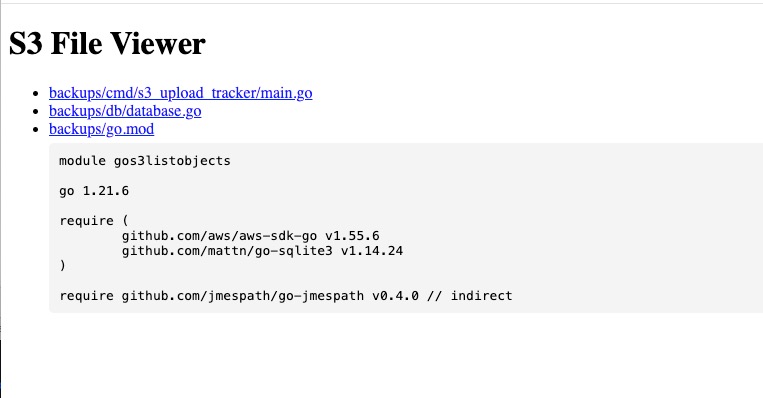 S3 File Viewer
backups/cmd/s3_upload_tracker/main.go
backups/db/database.go
backups/go.mod
module gos3listobjects
go 1.21.6
require (
github.com/aws/aws-sdk-go v1.55.6
github.com/mattn/go-sqlite3 v1.14.24
)
require github.com/jmespath/go-jmespath v0.4.0 // indirect